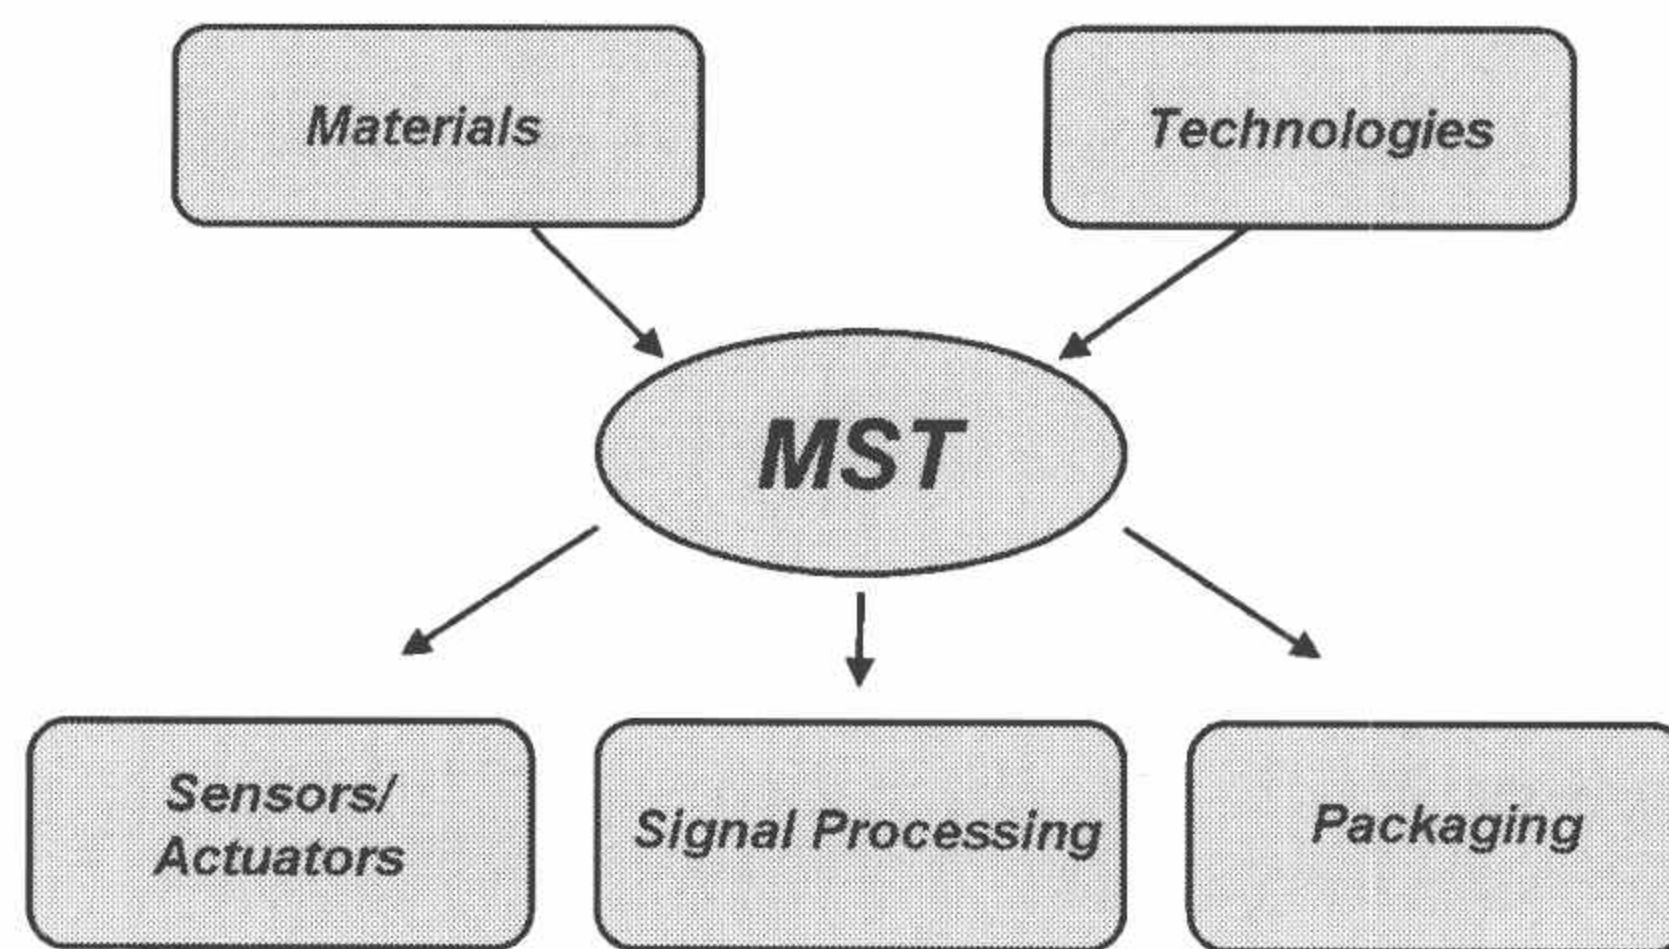 Materials
Technologies
MST
Sensors/
Actuators
Signal Processing
Packaging